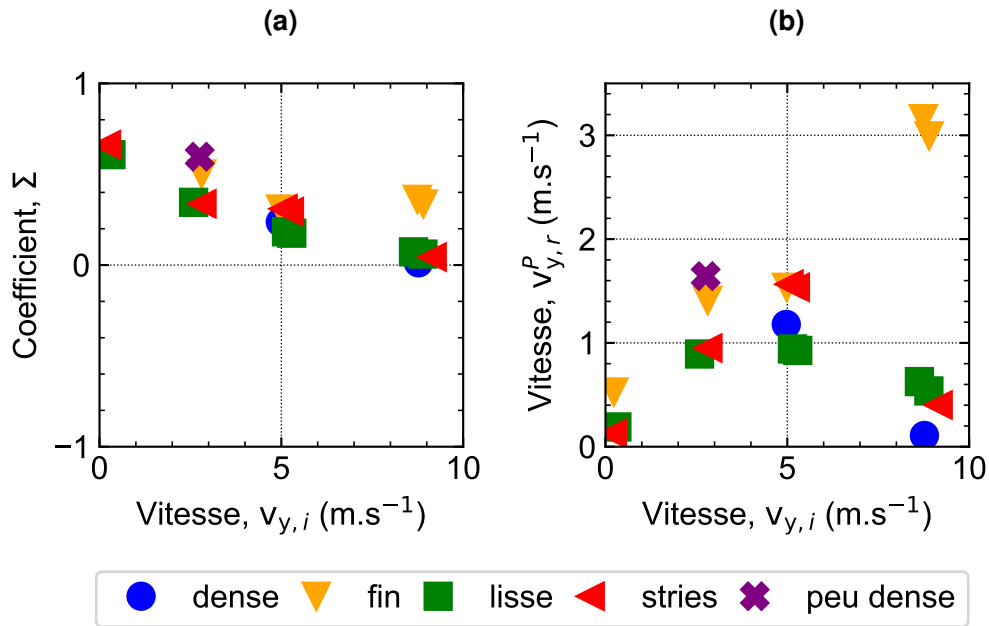 (a)
(b)
1
0
−1
0
5
10
Coefficient, Σ
Vitesse, v_{y,i} (m.s⁻¹)
3
2
1
0
0
5
10
Vitesse, v^{P}_{y,r} (m.s⁻¹)
Vitesse, v_{y,i} (m.s⁻¹)
dense fin lisse stries peu dense